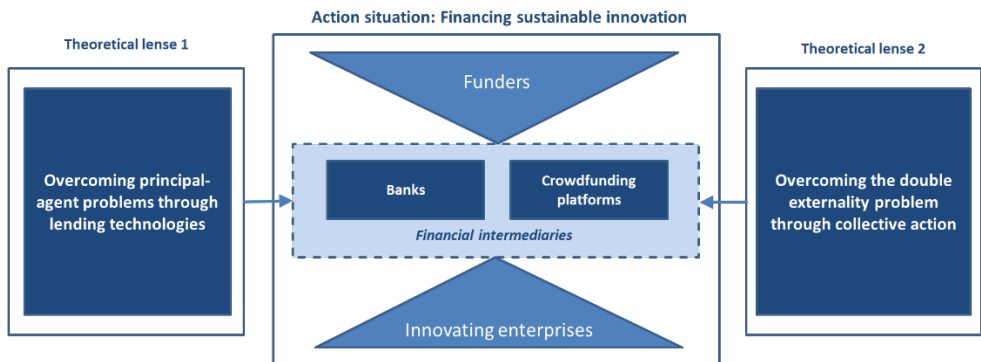 Action situation: Financing sustainable innovation
Theoretical lense 1
Theoretical lense 2
Funders
Overcoming principal-
agent problems through
lending technologies
Banks
Crowdfunding
platforms
Financial intermediaries
Overcoming the double
externality problem
through collective action
Innovating enterprises